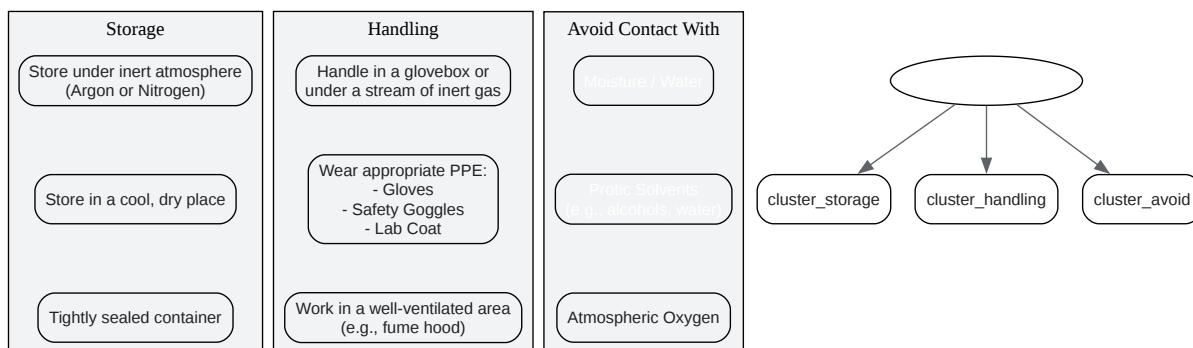 Storage
Store under inert atmosphere
(Argon or Nitrogen)
Store in a cool, dry place
Tightly sealed container
Handling
Handle in a glovebox or
under a stream of inert gas
Wear appropriate PPE:
- Gloves
- Safety Goggles
- Lab Coat
Work in a well-ventilated area
(e.g., fume hood)
Avoid Contact With
Moisture / Water
Protic Solvents
(e.g., alcohols, water)
Atmospheric Oxygen
cluster_storage
cluster_handling
cluster_avoid